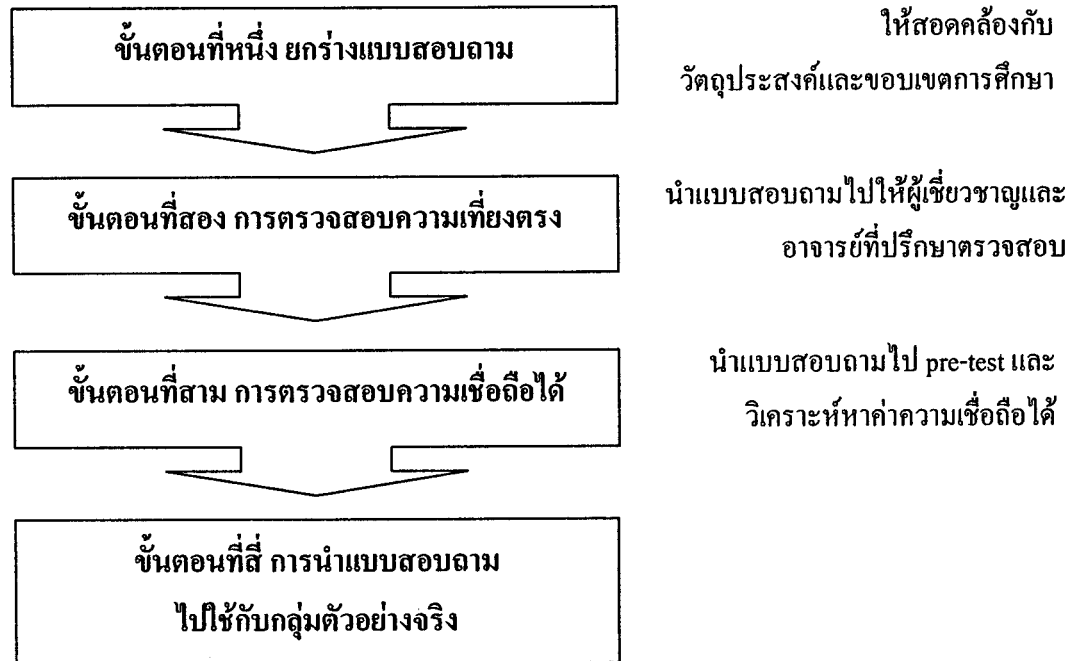 ขั้นตอนที่หนึ่ง ยกร่างแบบสอบถาม
ให้สอดคล้องกับ
วัตถุประสงค์และขอบเขตการศึกษา
ขั้นตอนที่สอง การตรวจสอบความเที่ยงตรง
นำแบบสอบถามไปให้ผู้เชี่ยวชาญและ
อาจารย์ที่ปรึกษาตรวจสอบ
ขั้นตอนที่สาม การตรวจสอบความเชื่อถือได้
นำแบบสอบถามไป pre-test และ
วิเคราะห์หาค่าความเชื่อถือได้
ขั้นตอนที่สี่ การนำแบบสอบถาม
ไปใช้กับกลุ่มตัวอย่างจริง